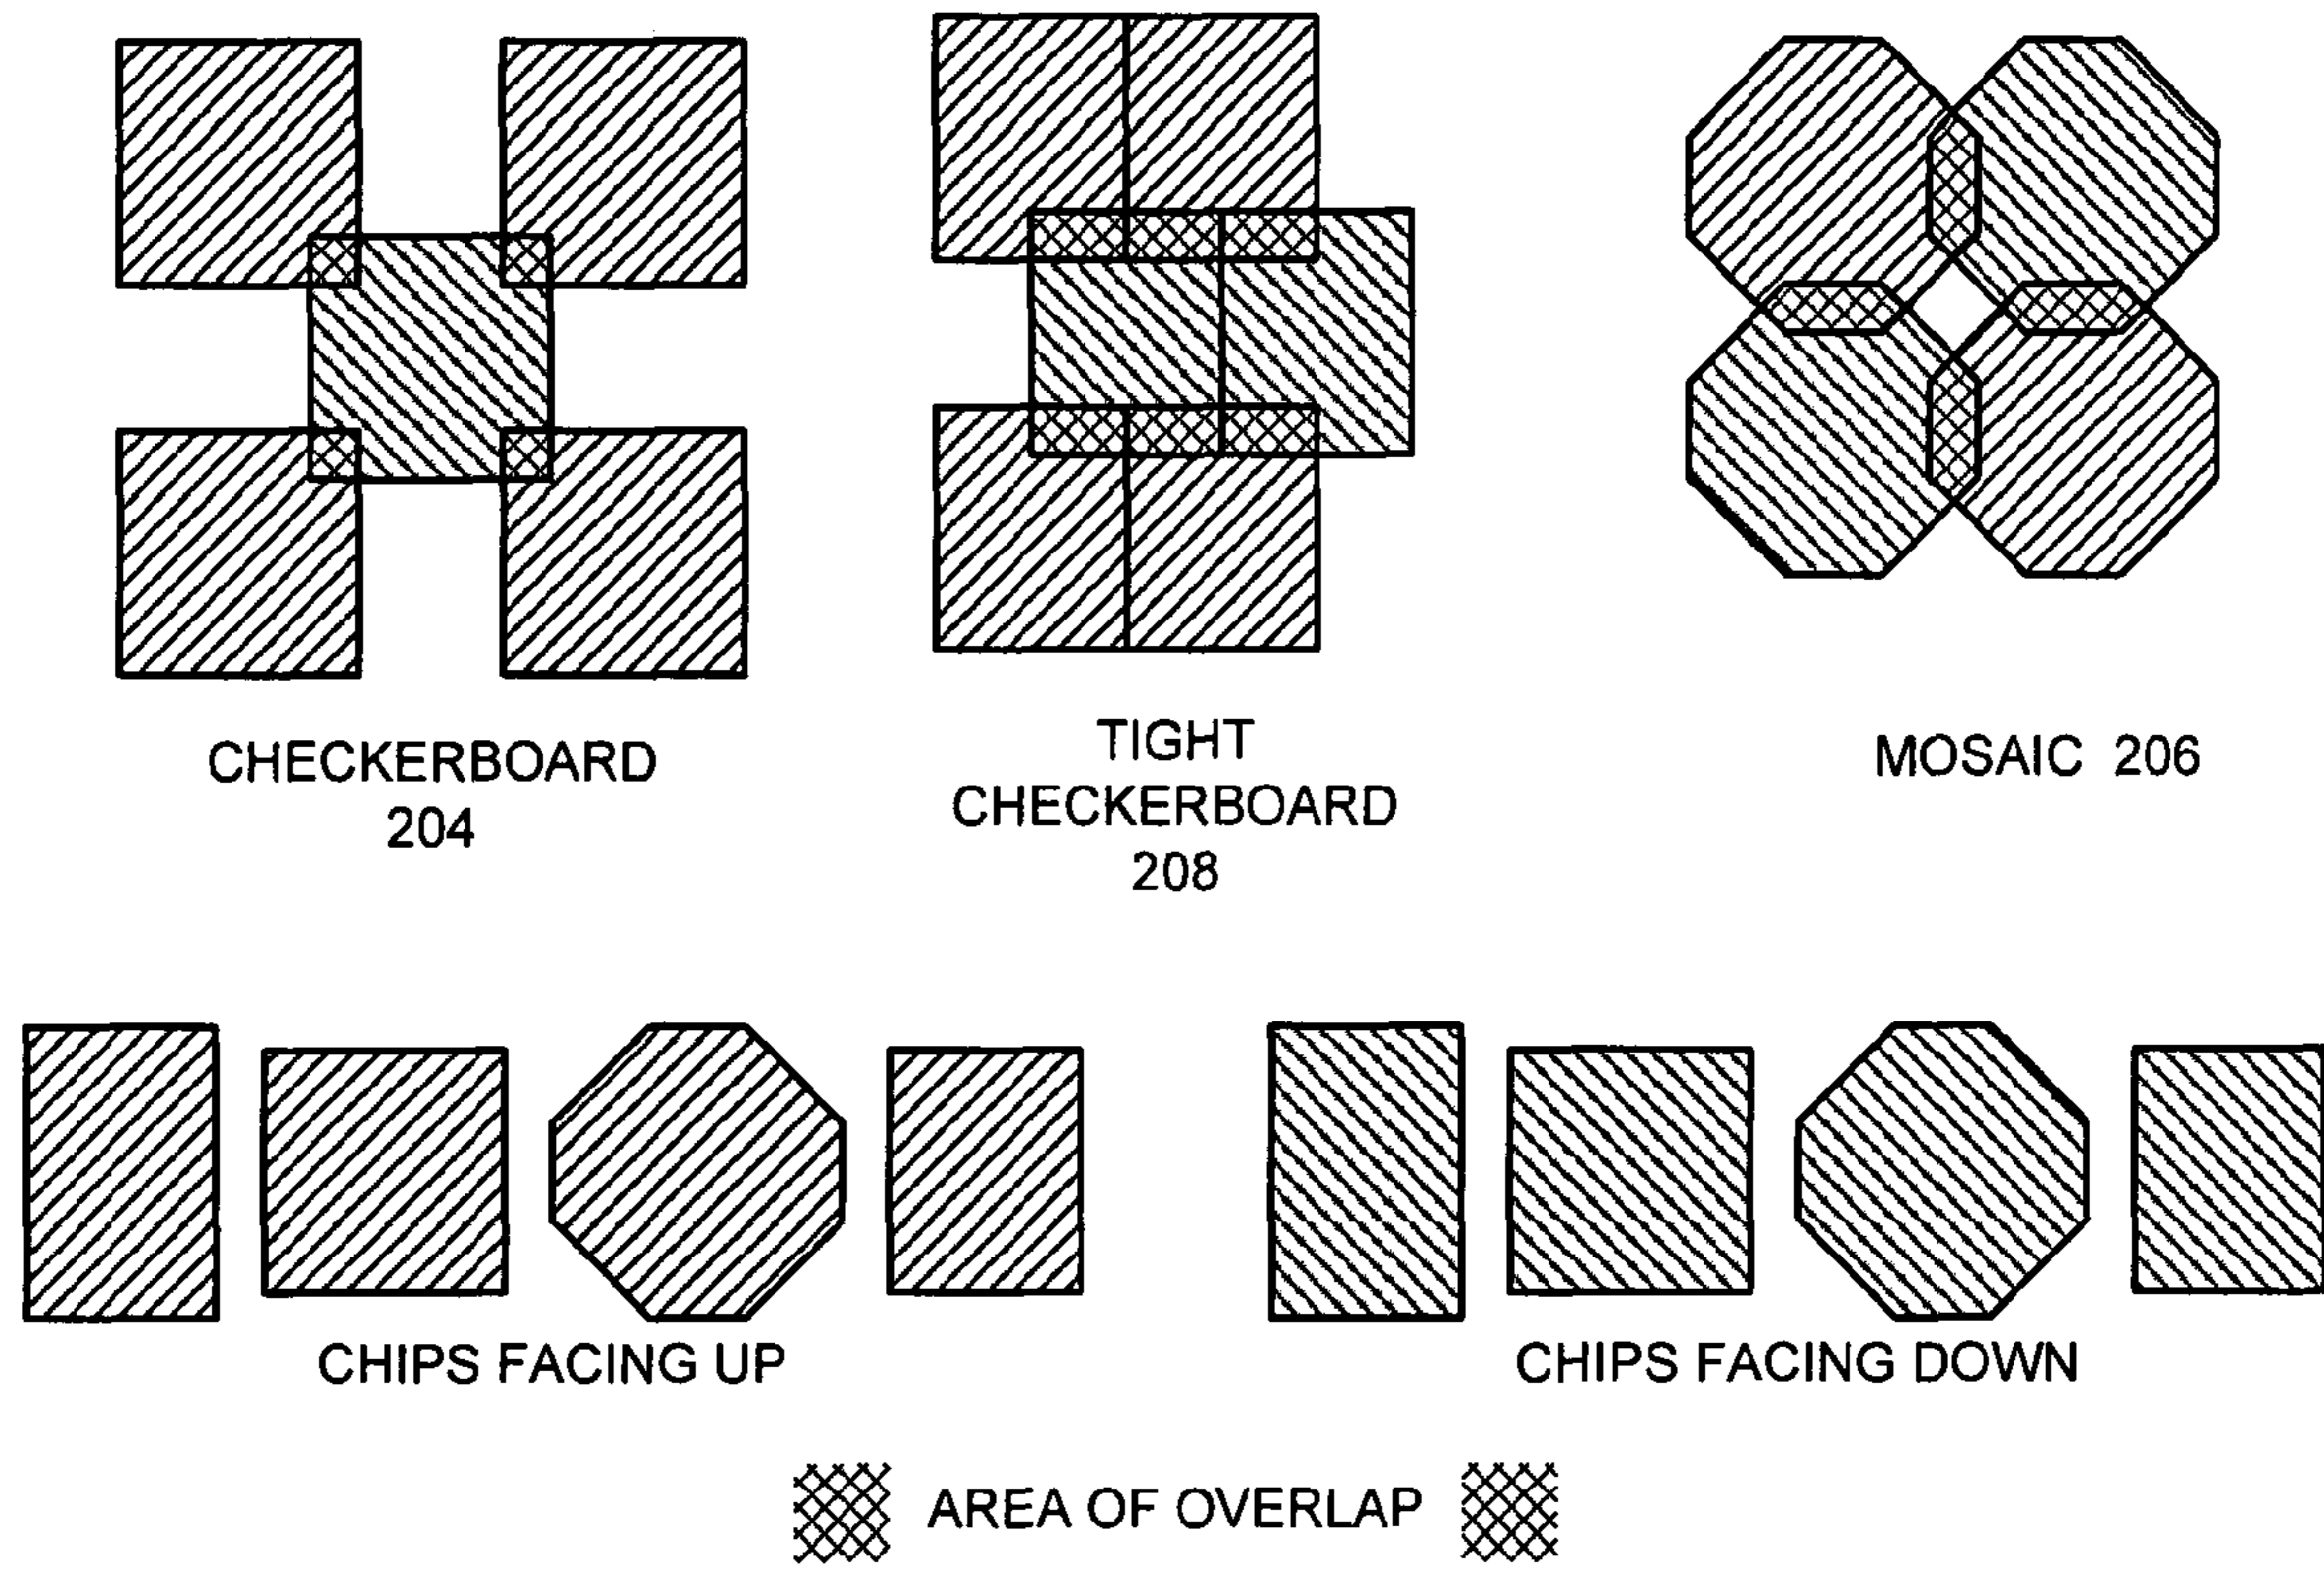 CHECKERBOARD
204
TIGHT
CHECKERBOARD
208
MOSAIC 206
CHIPS FACING UP
CHIPS FACING DOWN
AREA OF OVERLAP